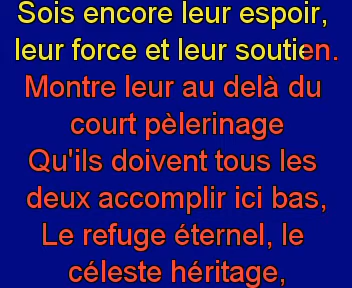 Sois encore leur espoir,
leur force et leur soutien.
Montre leur au delà du
court pèlerinage
Qu'ils doivent tous les
deux accomplir ici bas,
Le refuge éternel, le
céleste héritage,